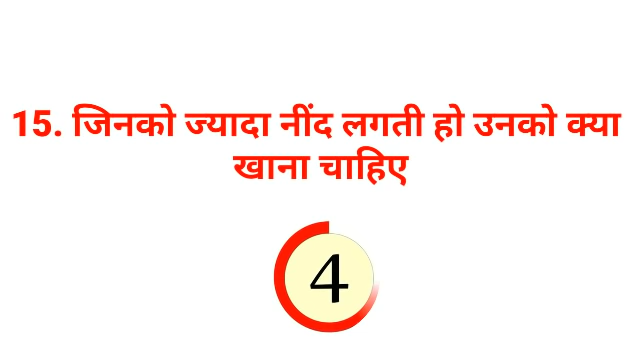 15. जिनको ज्यादा नींद लगती हो उनको क्या
खाना चाहिए
4